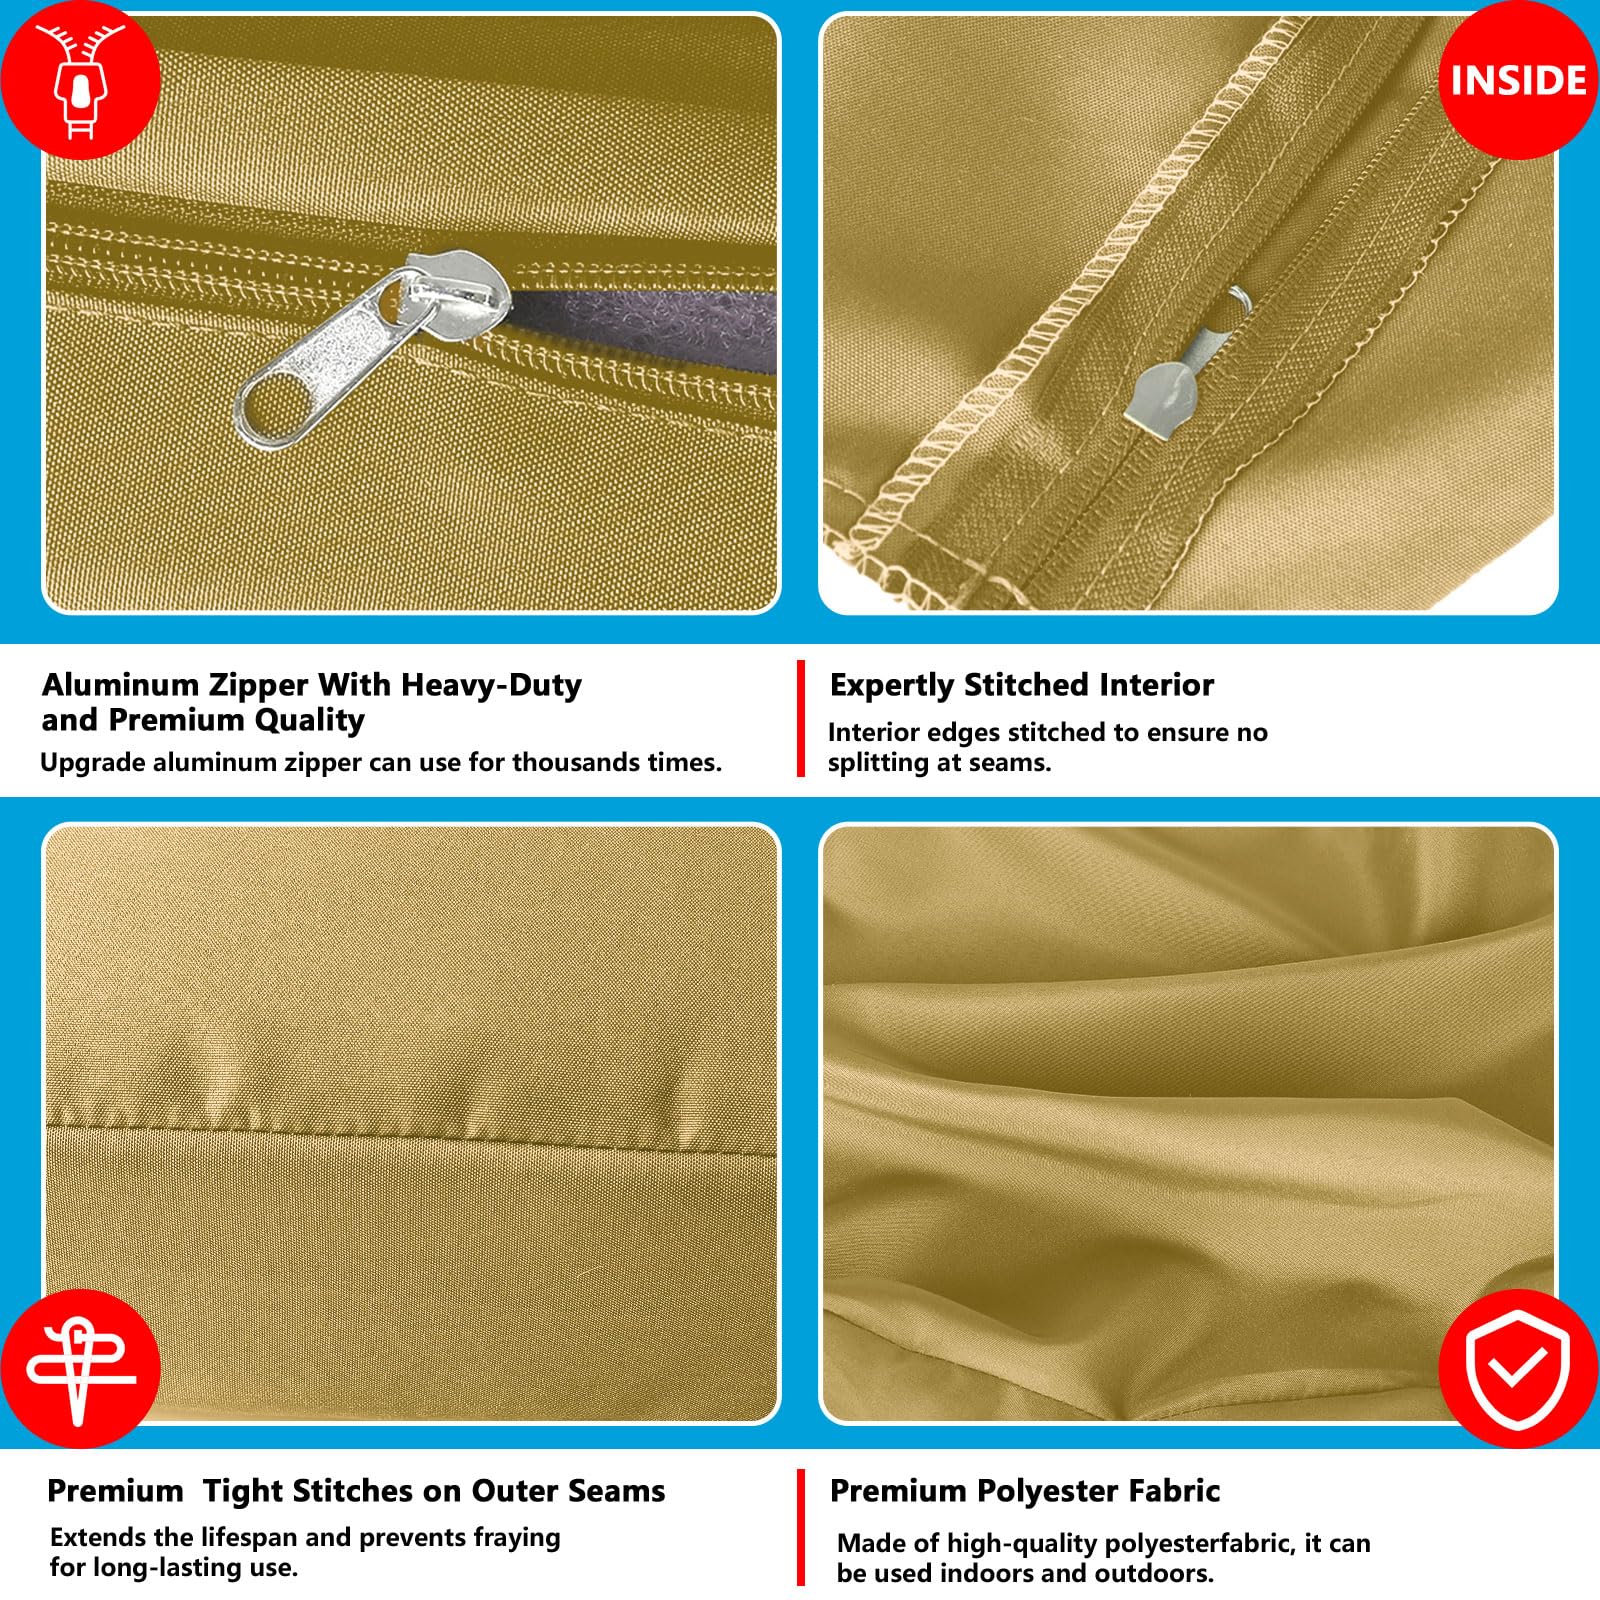 INSIDE
Aluminum Zipper With Heavy-Duty
and Premium Quality
Upgrade aluminum zipper can use for thousands times.
Expertly Stitched Interior
Interior edges stitched to ensure no
splitting at seams.
Premium  Tight Stitches on Outer Seams
Extends the lifespan and prevents fraying
for long-lasting use.
Premium Polyester Fabric
Made of high-quality polyesterfabric, it can
be used indoors and outdoors.